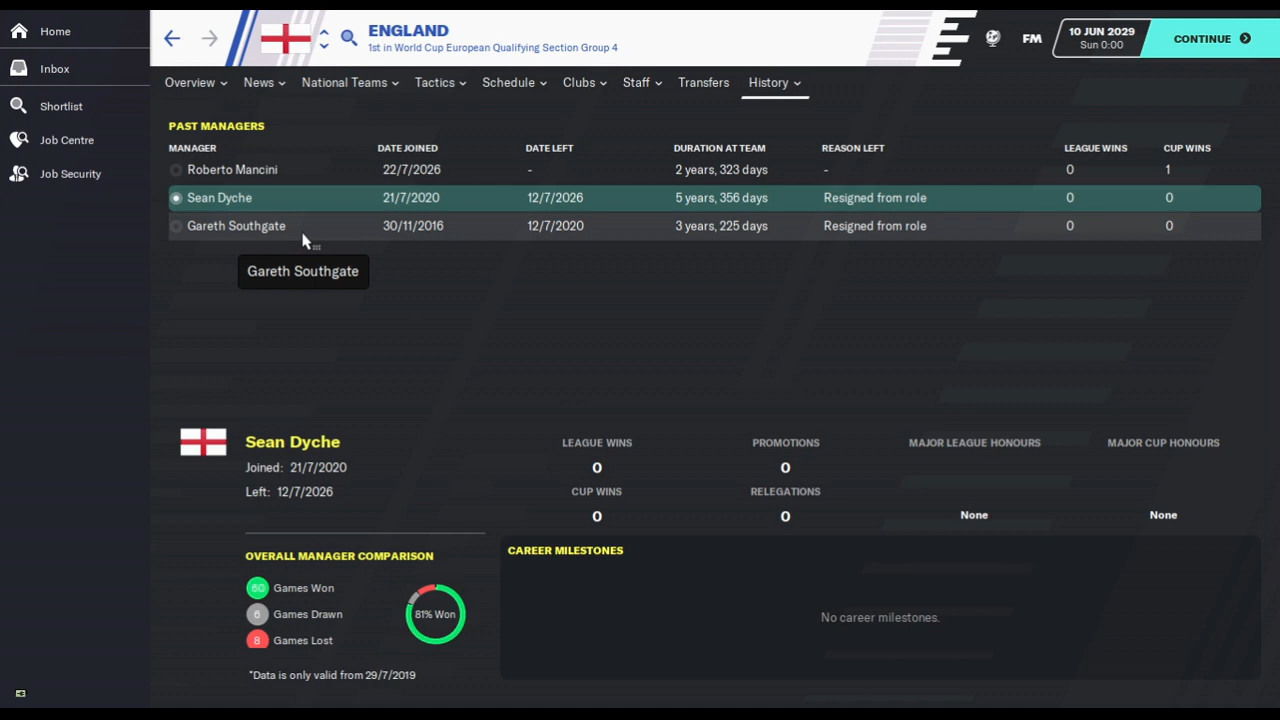 Home
Inbox
Shortlist
Job Centre
Job Security
ENGLAND
1st in World Cup European Qualifying Section Group 4
FM
10 JUN 2029
Sun 0:00
CONTINUE
Overview News National Teams Tactics Schedule Clubs Staff Transfers History
PAST MANAGERS
MANAGER DATE JOINED DATE LEFT DURATION AT TEAM REASON LEFT LEAGUE WINS CUP WINS
Roberto Mancini 22/7/2026 - 2 years, 323 days - 0 1
Sean Dyche 21/7/2020 12/7/2026 5 years, 356 days Resigned from role 0 0
Gareth Southgate 30/11/2016 12/7/2020 3 years, 225 days Resigned from role 0 0
Gareth Southgate
Sean Dyche
Joined: 21/7/2020
Left: 12/7/2026
LEAGUE WINS PROMOTIONS MAJOR LEAGUE HONOURS MAJOR CUP HONOURS
0 0
CUP WINS RELEGATIONS
0 0 None None
OVERALL MANAGER COMPARISON
60 Games Won
6 Games Drawn
8 Games Lost
81% Won
*Data is only valid from 29/7/2019
CAREER MILESTONES
No career milestones.